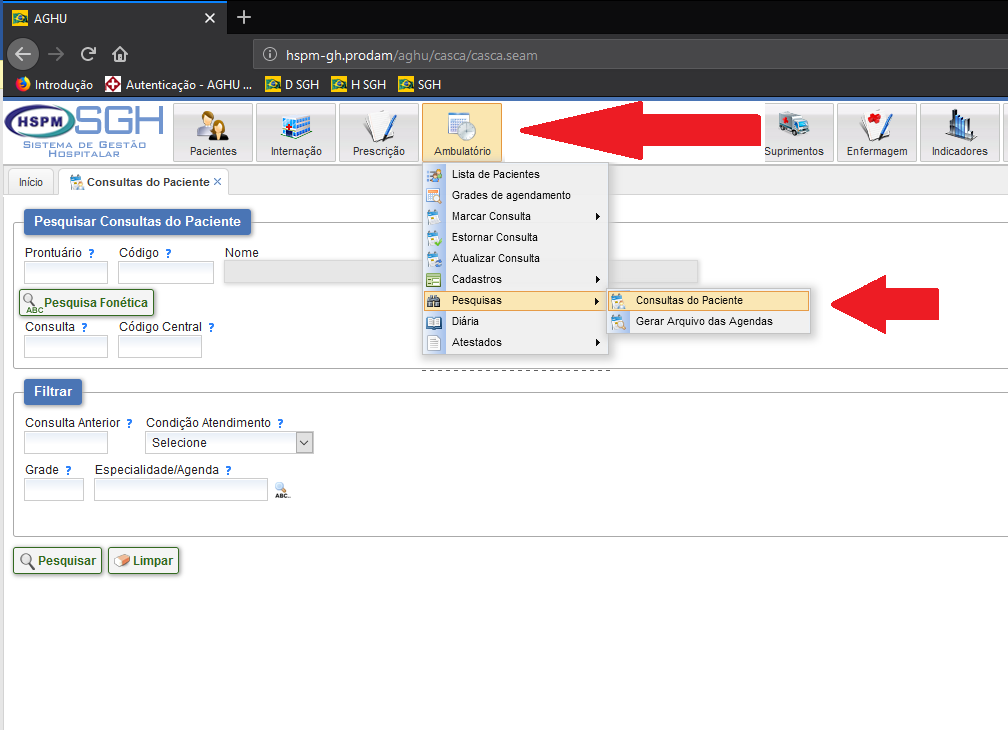 AGHU
hspm-gh.prodam/aghu/casca/casca.seam
Introdução
Autenticação - AGHU ...
D SGH
H SGH
SGH
HSPM SGH
SISTEMA DE GESTÃO
HOSPITALAR
Pacientes
Internação
Prescrição
Ambulatório
Suprimentos
Enfermagem
Indicadores
Início
Consultas do Paciente
Lista de Pacientes
Grades de agendamento
Marcar Consulta
Estornar Consulta
Atualizar Consulta
Cadastros
Pesquisas
Diária
Atestados
Consultas do Paciente
Gerar Arquivo das Agendas
Pesquisar Consultas do Paciente
Prontuário ?
Código ?
Nome
ABC Pesquisa Fonética
Consulta ?
Código Central ?
Filtrar
Consulta Anterior ?
Condição Atendimento ?
Selecione
Grade ?
Especialidade/Agenda ?
ABC..
Pesquisar
Limpar